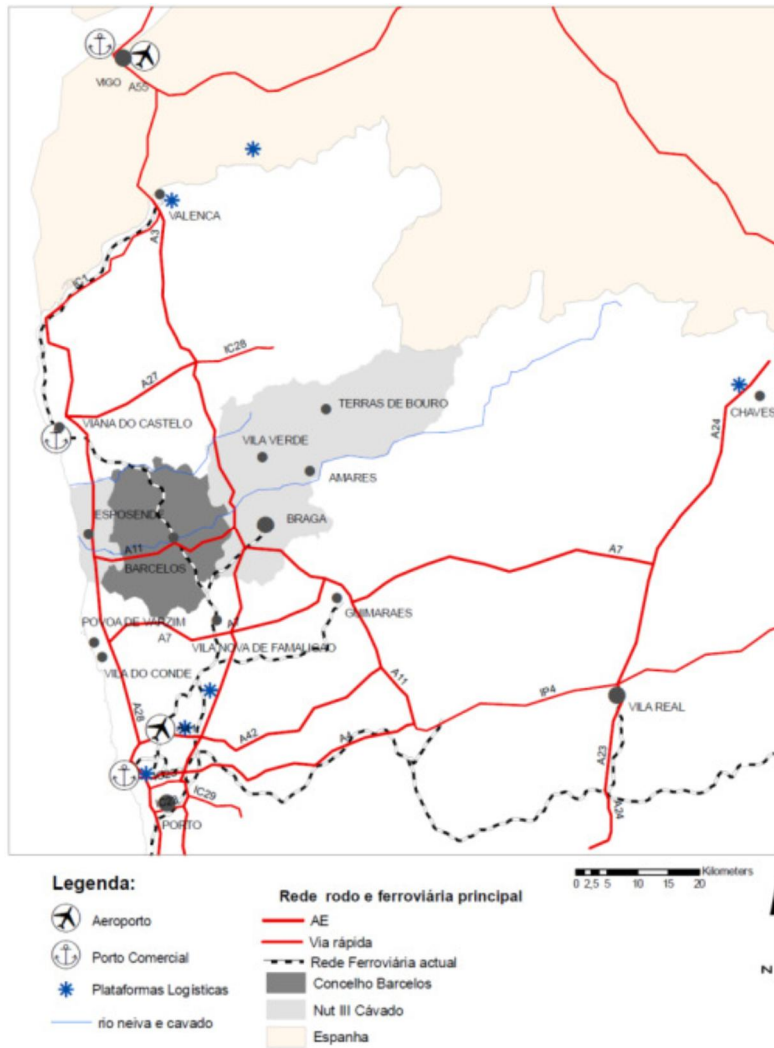 VIGO
A55
VALENCA
A3
IC1
IC28
A27
TERRAS DE BOURO
CHAVES
A24
VIANA DO CASTELO
VILA VERDE
AMARES
ESPOSENDE
BRAGA
A11
BARCELOS
A7
GUIMARAES
POVOA DE VARZIM
A7
VILA NOVA DE FAMALICAO
VILA DO CONDE
A11
IP4
VILA REAL
A28
A42
A4
A23
IC29
A24
PORTO
Legenda:
Aeroporto
Porto Comercial
Plataformas Logísticas
rio neiva e cavado
Rede rodo e ferroviária principal
AE
Via rápida
Rede Ferroviária actual
Concelho Barcelos
Nut III Cávado
Espanha
Kilometers
0 2,5 5 10 15 20
N